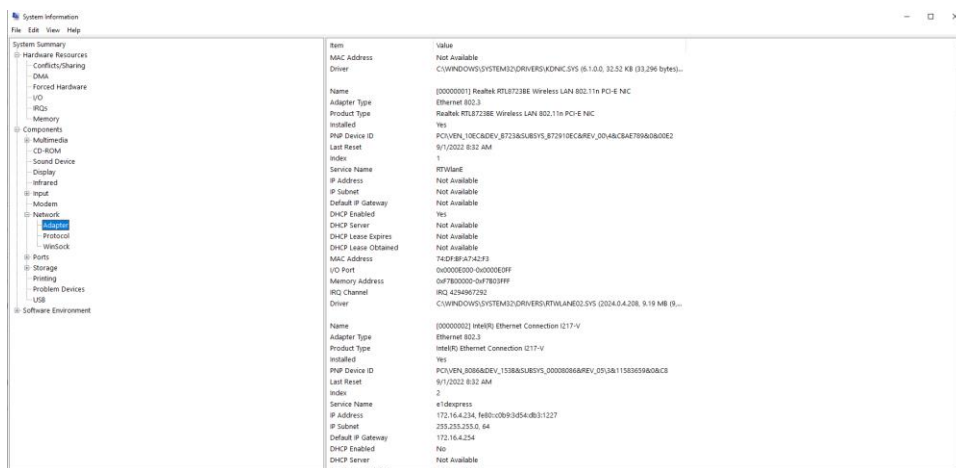 System Information
File Edit View Help
System Summary
Hardware Resources
Conflicts/Sharing
DMA
Forced Hardware
I/O
IRQs
Memory
Components
Multimedia
CD-ROM
Sound Device
Display
Infrared
Input
Modem
Network
Adapter
Protocol
WinSock
Ports
Storage
Printing
Problem Devices
USB
Software Environment
Item Value
MAC Address Not Available
Driver C:\WINDOWS\SYSTEM32\DRIVERS\KDNIC.SYS (6.1.0.0, 32.52 KB (33,296 bytes)...
Name [00000001] Realtek RTL8723BE Wireless LAN 802.11n PCI-E NIC
Adapter Type Ethernet 802.3
Product Type Realtek RTL8723BE Wireless LAN 802.11n PCI-E NIC
Installed Yes
PNP Device ID PCI\VEN_10EC&DEV_B723&SUBSYS_B72910EC&REV_00\4&CBAE789&0&00E2
Last Reset 9/1/2022 8:32 AM
Index 1
Service Name RTWlanE
IP Address Not Available
IP Subnet Not Available
Default IP Gateway Not Available
DHCP Enabled Yes
DHCP Server Not Available
DHCP Lease Expires Not Available
DHCP Lease Obtained Not Available
MAC Address 74:DF:BF:A7:42:F3
I/O Port 0x0000E000-0x0000E0FF
Memory Address 0xF7B00000-0xF7B03FFF
IRQ Channel IRQ 4294967292
Driver C:\WINDOWS\SYSTEM32\DRIVERS\RTWLANE02.SYS (2024.0.4.208, 9.19 MB (9,...
Name [00000002] Intel(R) Ethernet Connection I217-V
Adapter Type Ethernet 802.3
Product Type Intel(R) Ethernet Connection I217-V
Installed Yes
PNP Device ID PCI\VEN_8086&DEV_153B&SUBSYS_00008086&REV_05\3&11583659&0&C8
Last Reset 9/1/2022 8:32 AM
Index 2
Service Name e1dexpress
IP Address 172.16.4.234, fe80::c0b9:3d54:db3:1227
IP Subnet 255.255.255.0, 64
Default IP Gateway 172.16.4.254
DHCP Enabled No
DHCP Server Not Available